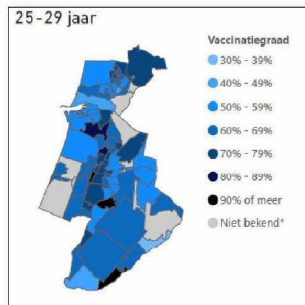 25-29 jaar
Vaccinatiegraad
30% - 39%
40% - 49%
50% - 59%
60% - 69%
70% - 79%
80% - 89%
90% of meer
Niet bekend*